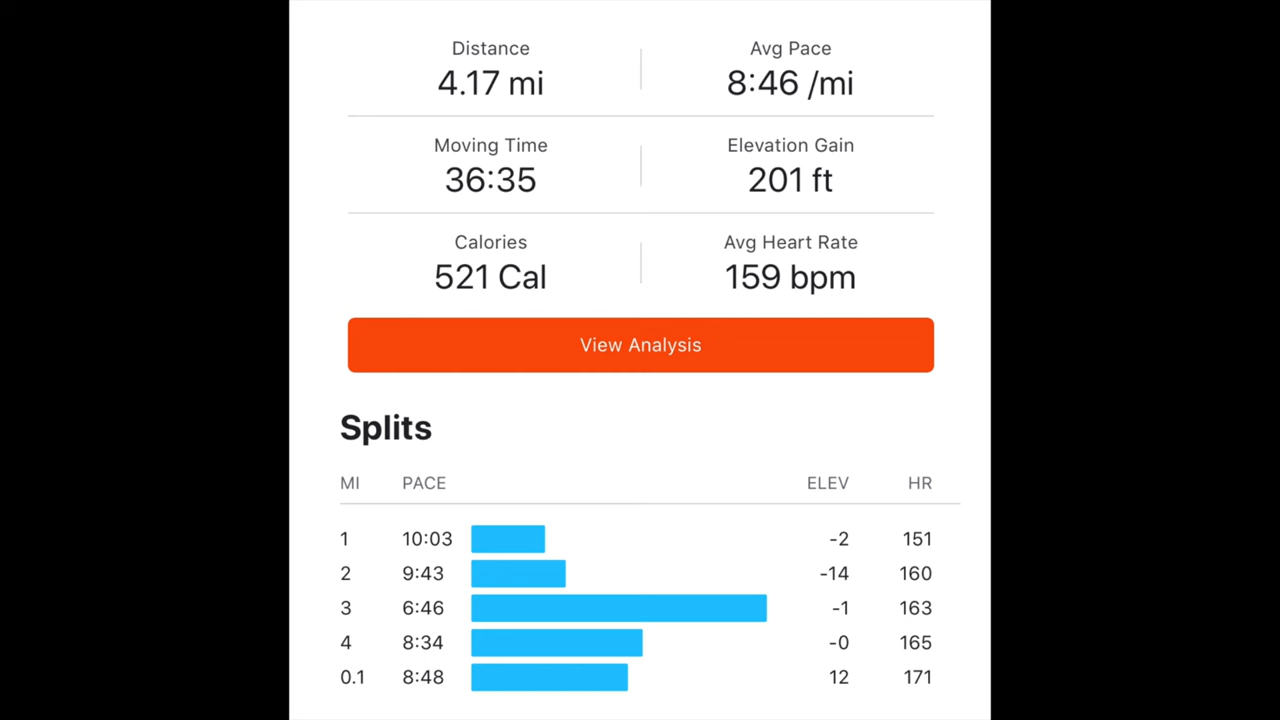 Distance Avg Pace
4.17 mi 8:46 /mi
Moving Time Elevation Gain
36:35 201 ft
Calories Avg Heart Rate
521 Cal 159 bpm
View Analysis
Splits
MI PACE ELEV HR
1 10:03 -2 151
2 9:43 -14 160
3 6:46 -1 163
4 8:34 -0 165
0.1 8:48 12 171